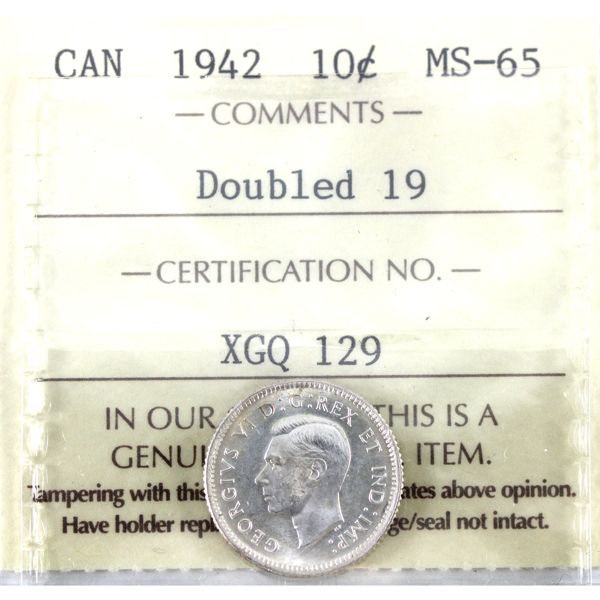 CAN 1942 10¢ MS-65
— COMMENTS —
Doubled 19
— CERTIFICATION NO. —
XGQ 129
IN OUR THIS IS A
ITEM.
Tampering with this above opinion.
Have holder seal not intact.
GEORGIVS VI D:G:REX ET IND:IMP: